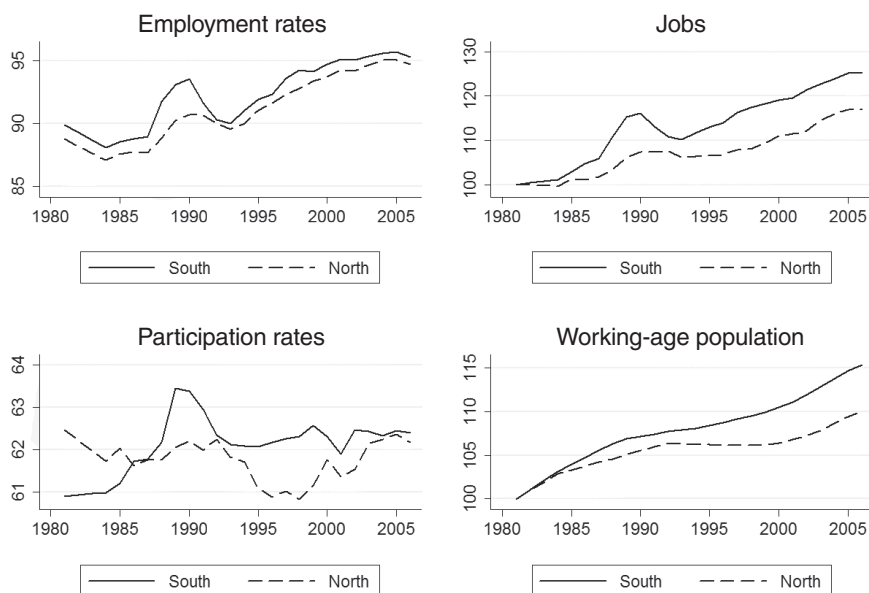 Employment rates
95
90
85
1980 1985 1990 1995 2000 2005
South North
Jobs
130
120
110
100
1980 1985 1990 1995 2000 2005
South North
Participation rates
64
63
62
61
1980 1985 1990 1995 2000 2005
South North
Working-age population
115
110
105
100
1980 1985 1990 1995 2000 2005
South North